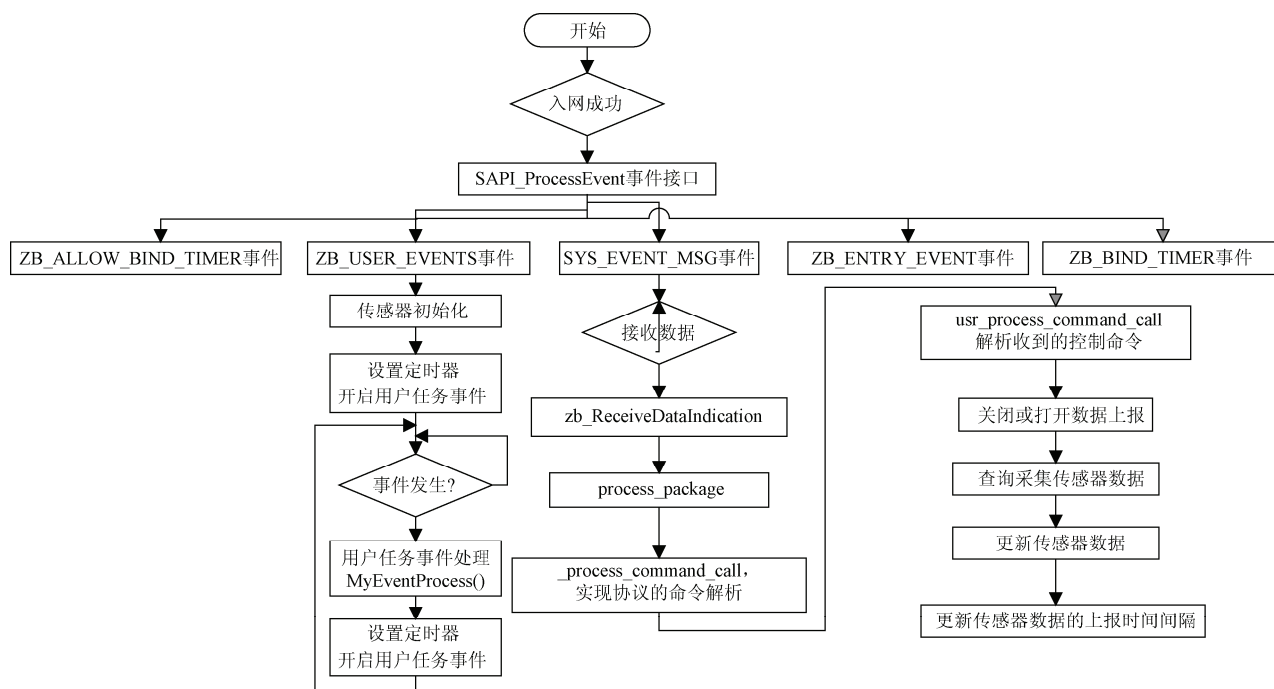 开始
入网成功
SAPI_ProcessEvent事件接口
ZB_ALLOW_BIND_TIMER事件
ZB_USER_EVENTS事件
SYS_EVENT_MSG事件
ZB_ENTRY_EVENT事件
ZB_BIND_TIMER事件
传感器初始化
设置定时器
开启用户任务事件
事件发生?
用户任务事件处理
MyEventProcess()
设置定时器
开启用户任务事件
接收数据
zb_ReceiveDataIndication
process_package
_process_command_call，
实现协议的命令解析
usr_process_command_call
解析收到的控制命令
关闭或打开数据上报
查询采集传感器数据
更新传感器数据
更新传感器数据的上报时间间隔